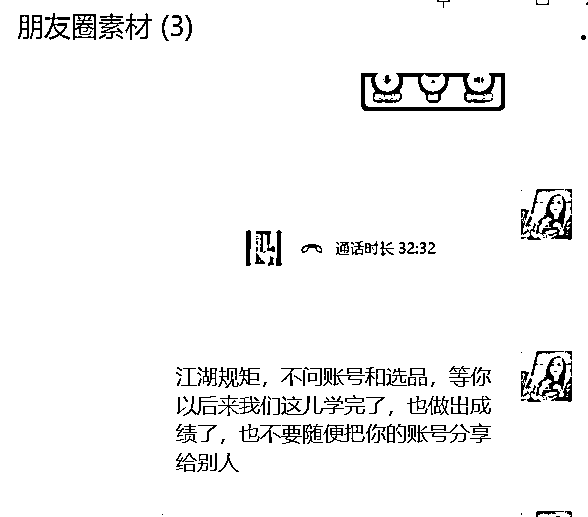 朋友圈素材 (3)
通话时长 32:32
江湖规矩，不问账号和选品，等你
以后来我们这儿学完了，也做出成
绩了，也不要随便把你的账号分享
给别人